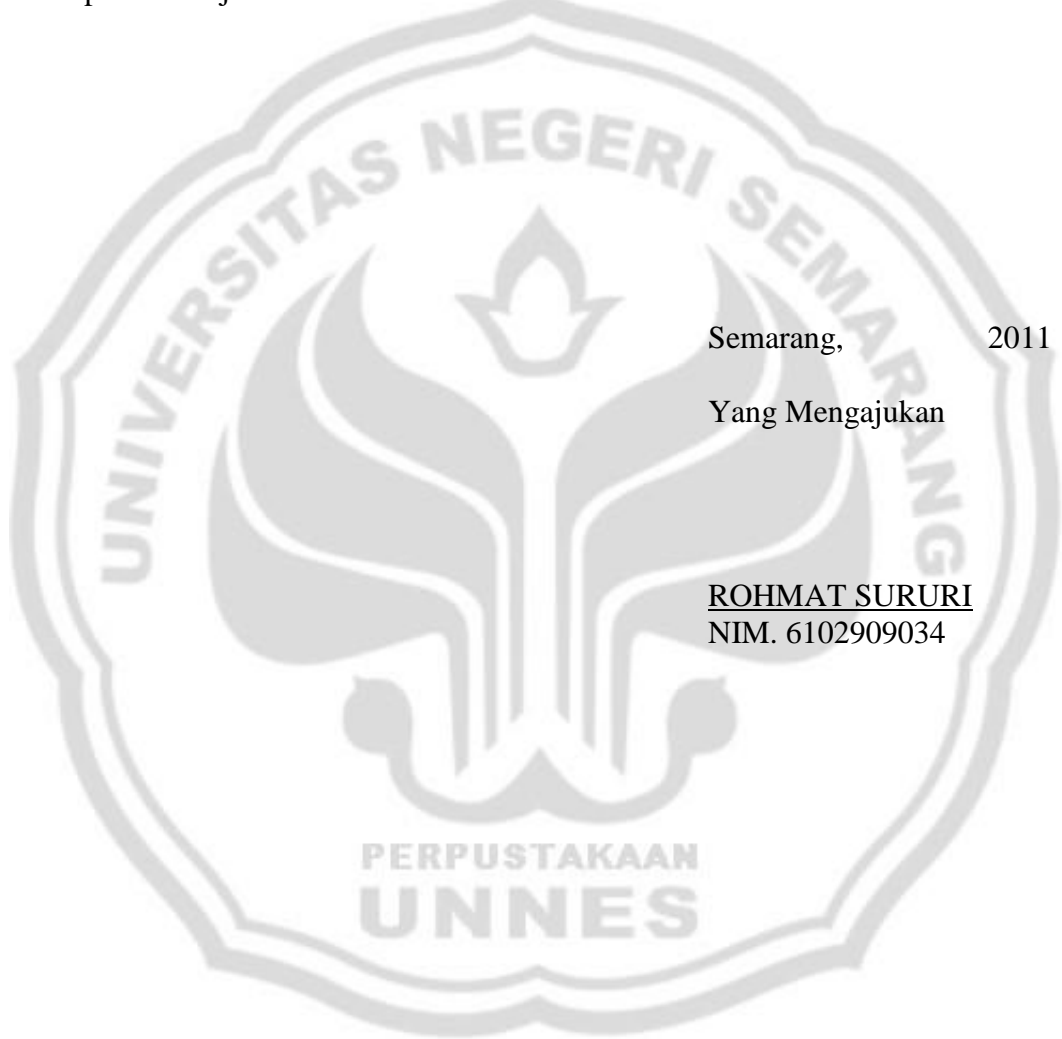 UNIVERSITAS NEGERI SEMARANG
Semarang, 2011
Yang Mengajukan
ROHMAT SURURI
NIM. 6102909034
PERPUSTAKAAN
UNNES